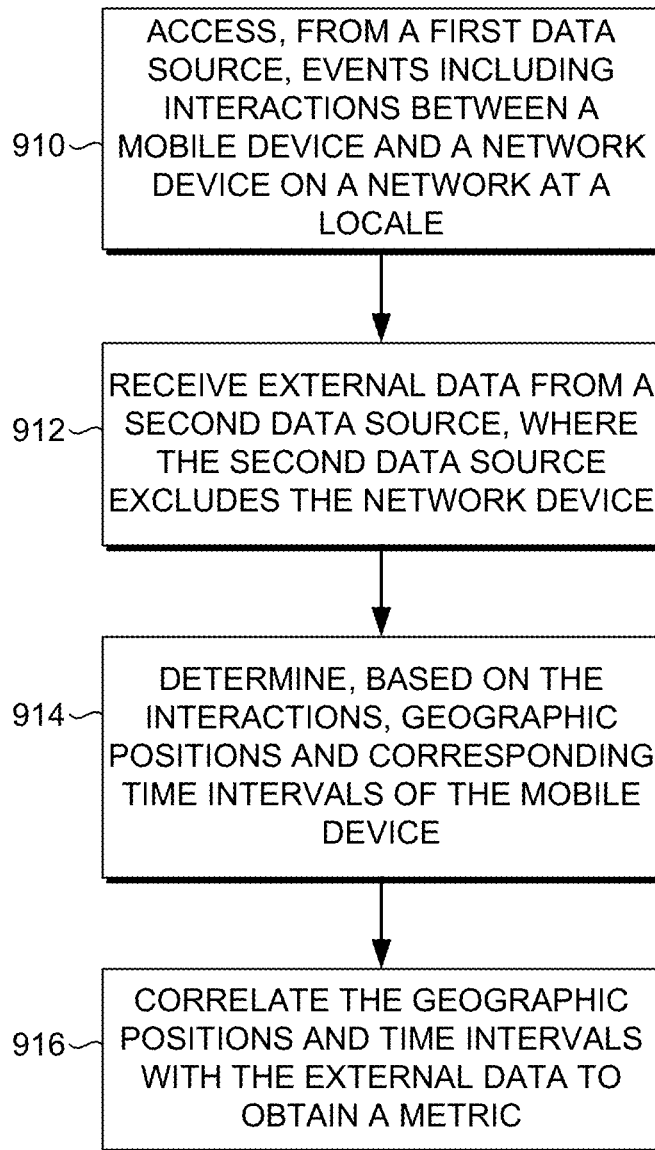 ACCESS, FROM A FIRST DATA
SOURCE, EVENTS INCLUDING
INTERACTIONS BETWEEN A
910
MOBILE DEVICE AND A NETWORK
DEVICE ON A NETWORK AT A
LOCALE
RECEIVE EXTERNAL DATA FROM A
912
SECOND DATA SOURCE, WHERE
THE SECOND DATA SOURCE
EXCLUDES THE NETWORK DEVICE
DETERMINE, BASED ON THE
914
INTERACTIONS, GEOGRAPHIC
POSITIONS AND CORRESPONDING
TIME INTERVALS OF THE MOBILE
DEVICE
CORRELATE THE GEOGRAPHIC
916
POSITIONS AND TIME INTERVALS
WITH THE EXTERNAL DATA TO
OBTAIN A METRIC